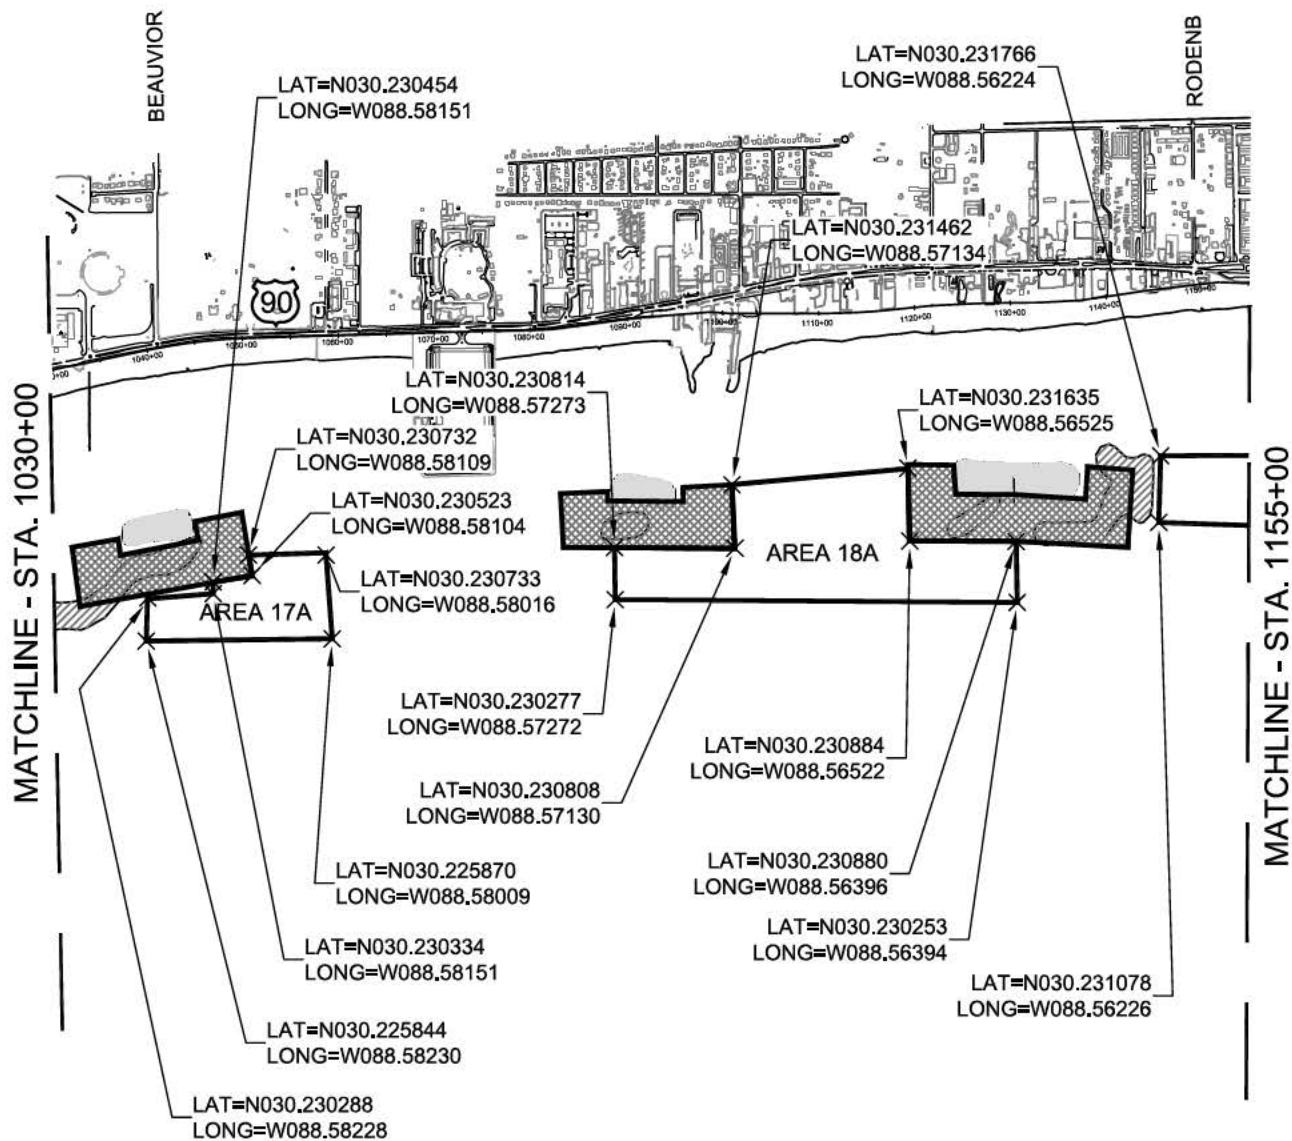 BEAUVIOR
RODENB
LAT=N030.230454
LONG=W088.58151
LAT=N030.231766
LONG=W088.56224
LAT=N030.231462
LONG=W088.57134
90
1040+00
1060+00
1070+00
1080+00
1090+00
1110+00
1120+00
1130+00
1140+00
LAT=N030.230814
LONG=W088.57273
LAT=N030.231635
LONG=W088.56525
LAT=N030.230732
LONG=W088.58109
LAT=N030.230523
LONG=W088.58104
LAT=N030.230733
LONG=W088.58016
AREA 17A
AREA 18A
MATCHLINE - STA. 1030+00
MATCHLINE - STA. 1155+00
LAT=N030.230277
LONG=W088.57272
LAT=N030.230884
LONG=W088.56522
LAT=N030.230808
LONG=W088.57130
LAT=N030.225870
LONG=W088.58009
LAT=N030.230880
LONG=W088.56396
LAT=N030.230253
LONG=W088.56394
LAT=N030.230334
LONG=W088.58151
LAT=N030.231078
LONG=W088.56226
LAT=N030.225844
LONG=W088.58230
LAT=N030.230288
LONG=W088.58228